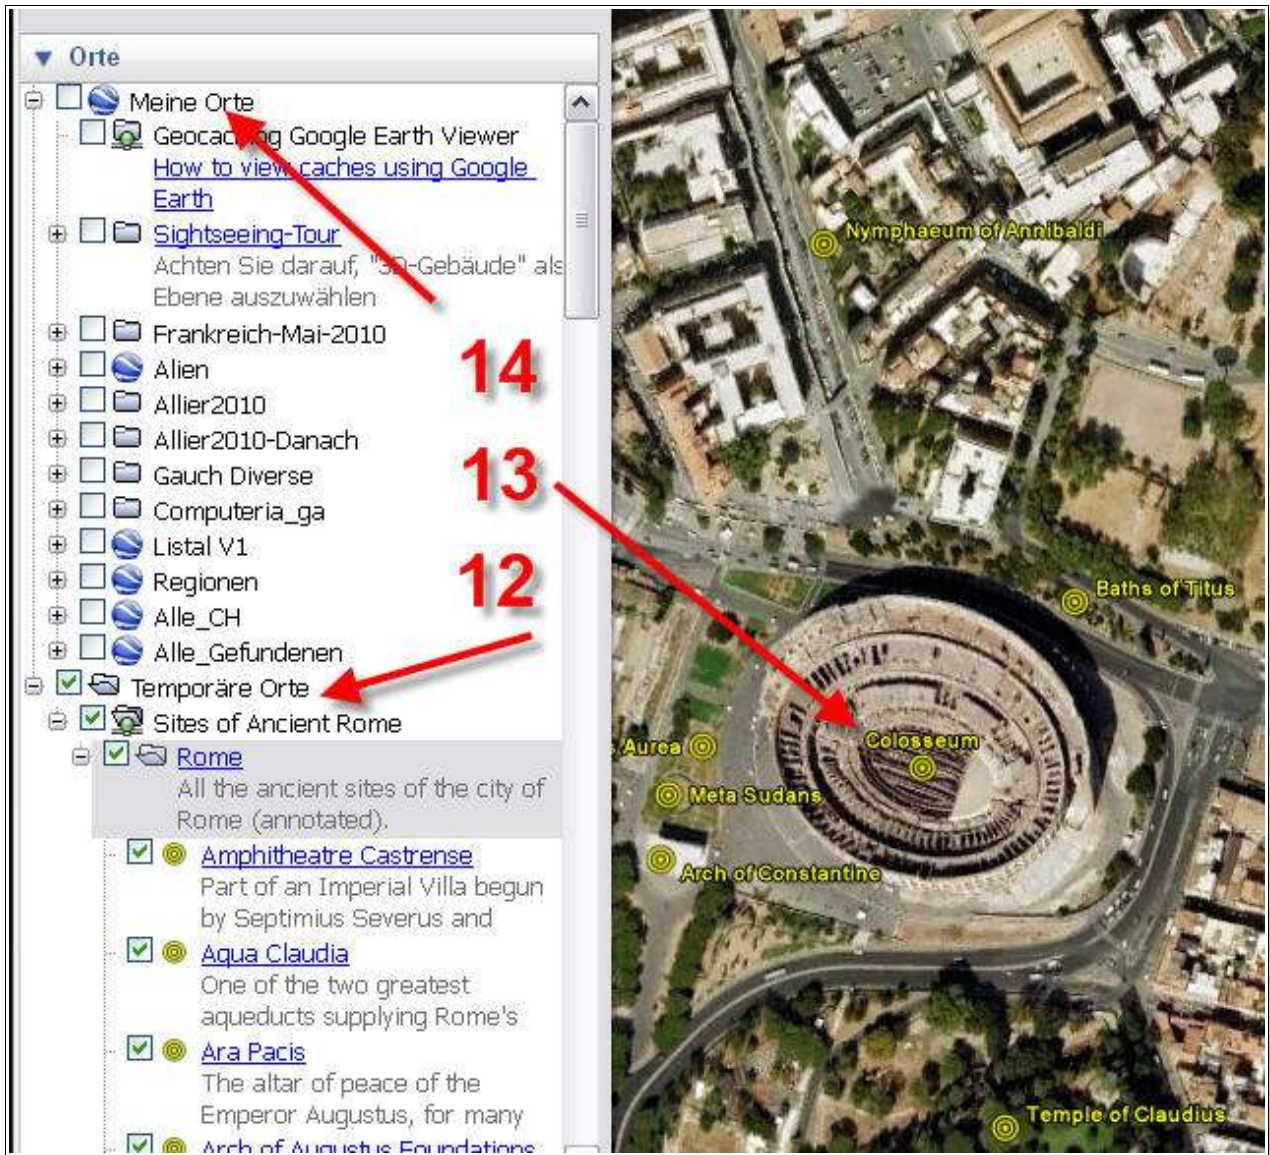 Orte
Meine Orte
Geocaching Google Earth Viewer
How to view caches using Google
Earth
Sightseeing-Tour
Achten Sie darauf, "3D-Gebäude" als
Ebene auszuwählen
Frankreich-Mai-2010
Alien
Allier2010
Allier2010-Danach
Gauch Diverse
Computeria_ga
Listal V1
Regionen
Alle_CH
Alle_Gefundenen
Temporäre Orte
Sites of Ancient Rome
Rome
All the ancient sites of the city of
Rome (annotated).
Amphitheatre Castrense
Part of an Imperial Villa begun
by Septimius Severus and
Aqua Claudia
One of the two greatest
aqueducts supplying Rome's
Ara Pacis
The altar of peace of the
Emperor Augustus, for many
Arch of Augustus Foundations
14
13
12
Nymphaeum of Annibaldi
Baths of Titus
Colosseum
s Aurea
Meta Sudans
Arch of Constantine
Temple of Claudius